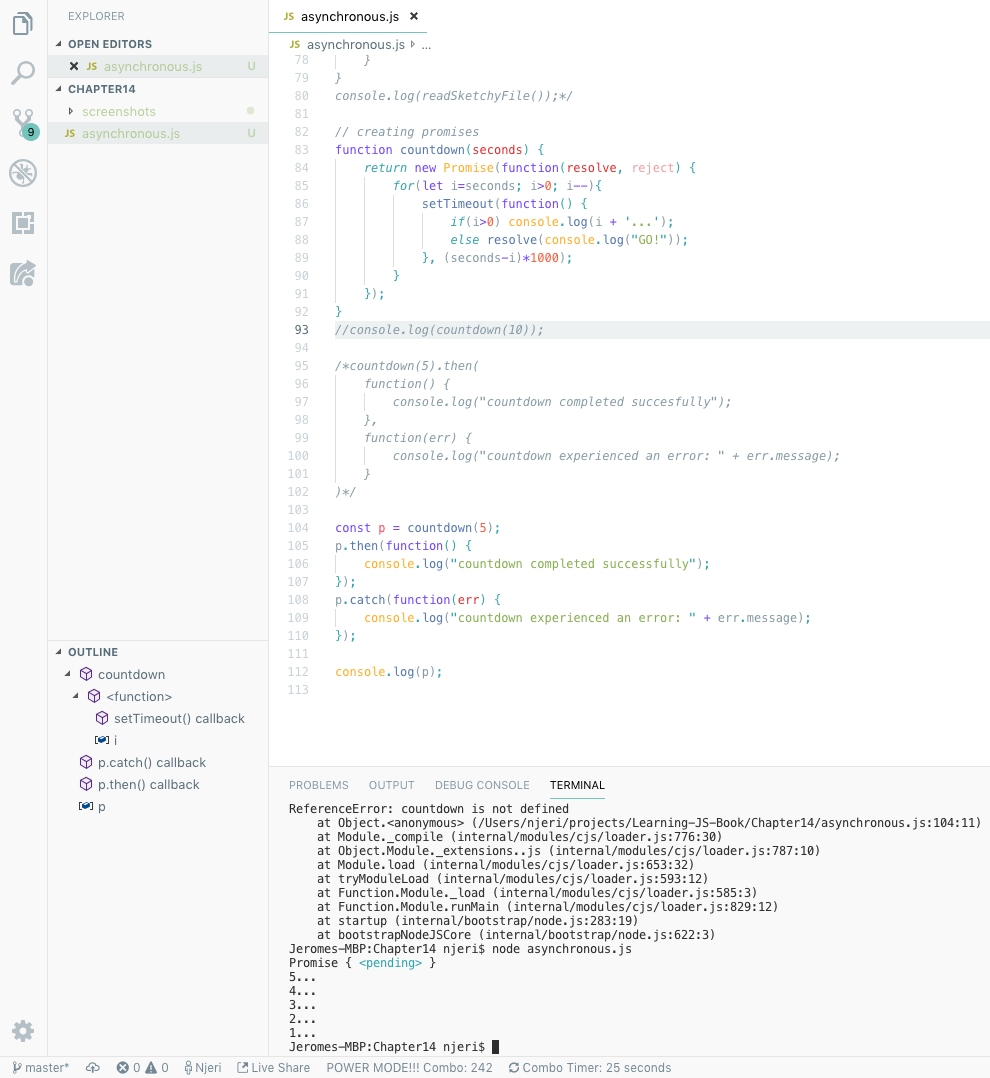 EXPLORER
OPEN EDITORS
JS asynchronous.js U
CHAPTER14
screenshots
JS asynchronous.js U
9
OUTLINE
countdown
<function>
setTimeout() callback
i
p.catch() callback
p.then() callback
p
JS asynchronous.js
JS asynchronous.js ...
78 }
79 }
80 console.log(readSketchyFile());*/
81
82 // creating promises
83 function countdown(seconds) {
84 return new Promise(function(resolve, reject) {
85 for(let i=seconds; i>0; i--){
86 setTimeout(function() {
87 if(i>0) console.log(i + '...');
88 else resolve(console.log("GO!"));
89 }, (seconds-i)*1000);
90 }
91 });
92 }
93 //console.log(countdown(10));
94
95 /*countdown(5).then(
96 function() {
97 console.log("countdown completed succesfully");
98 },
99 function(err) {
100 console.log("countdown experienced an error: " + err.message);
101 }
102 )*/
103
104 const p = countdown(5);
105 p.then(function() {
106 console.log("countdown completed successfully");
107 });
108 p.catch(function(err) {
109 console.log("countdown experienced an error: " + err.message);
110 });
111
112 console.log(p);
113
PROBLEMS OUTPUT DEBUG CONSOLE TERMINAL
ReferenceError: countdown is not defined
at Object.<anonymous> (/Users/njeri/projects/Learning-JS-Book/Chapter14/asynchronous.js:104:11)
at Module._compile (internal/modules/cjs/loader.js:776:30)
at Object.Module._extensions..js (internal/modules/cjs/loader.js:787:10)
at Module.load (internal/modules/cjs/loader.js:653:32)
at tryModuleLoad (internal/modules/cjs/loader.js:593:12)
at Function.Module._load (internal/modules/cjs/loader.js:585:3)
at Function.Module.runMain (internal/modules/cjs/loader.js:829:12)
at startup (internal/bootstrap/node.js:283:19)
at bootstrapNodeJSCore (internal/bootstrap/node.js:622:3)
Jeromes-MBP:Chapter14 njeri$ node asynchronous.js
Promise { <pending> }
5...
4...
3...
2...
1...
Jeromes-MBP:Chapter14 njeri$
master* 0 0 Njeri Live Share POWER MODE!!! Combo: 242 Combo Timer: 25 seconds